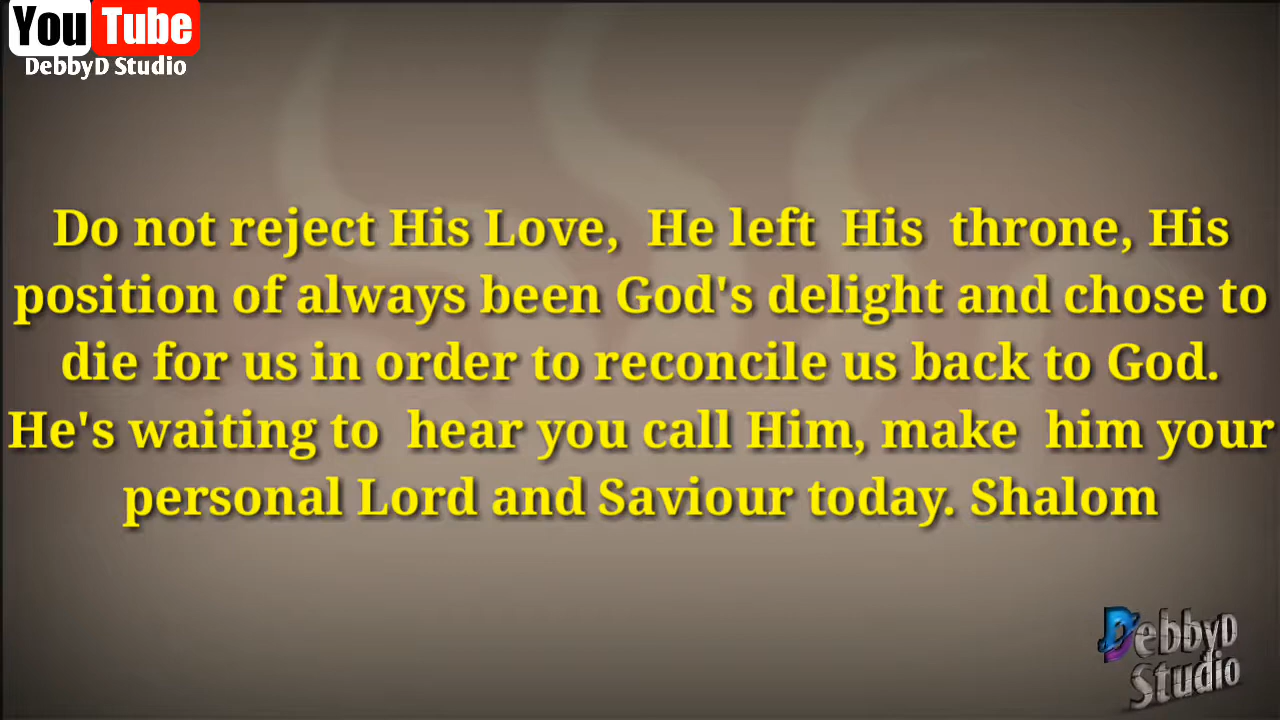 You Tube
DebbyD Studio
Do not reject His Love, He left His throne, His
position of always been God's delight and chose to
die for us in order to reconcile us back to God.
He's waiting to hear you call Him, make him your
personal Lord and Saviour today. Shalom
DebbyD
Studio